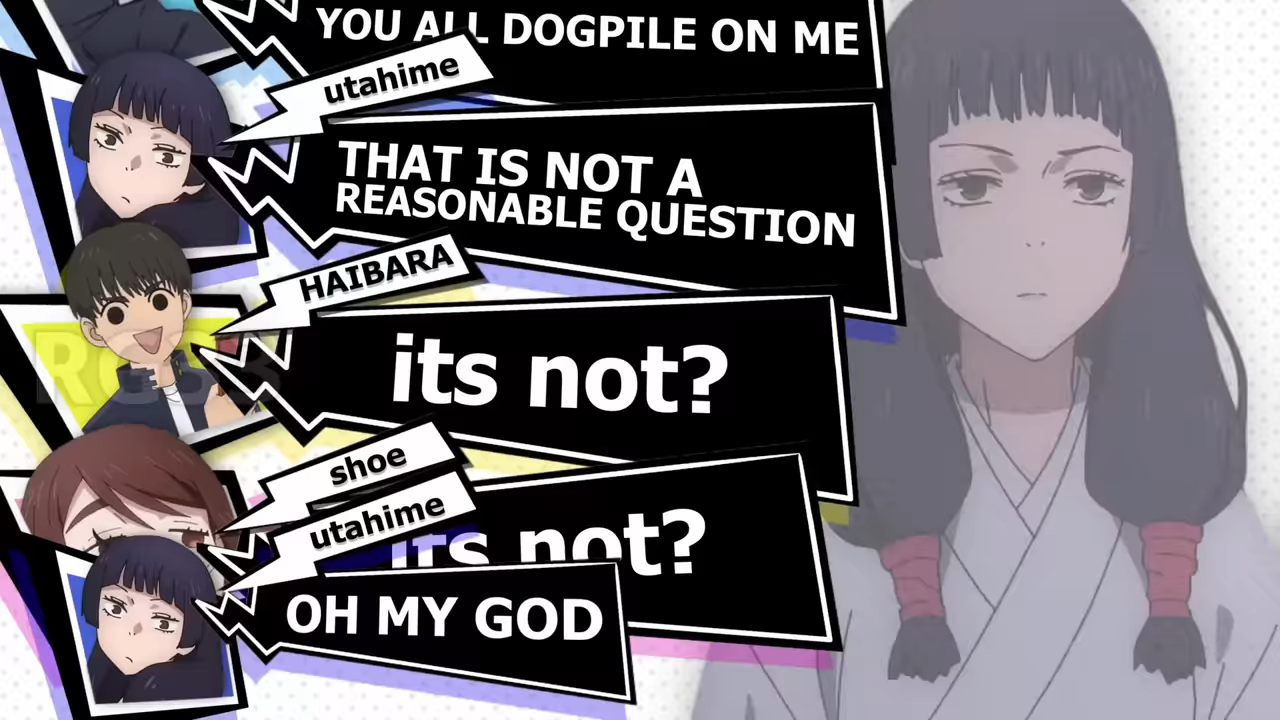 YOU ALL DOGPILE ON ME
utahime
THAT IS NOT A
REASONABLE QUESTION
HAIBARA
its not?
shoe
its not?
utahime
OH MY GOD